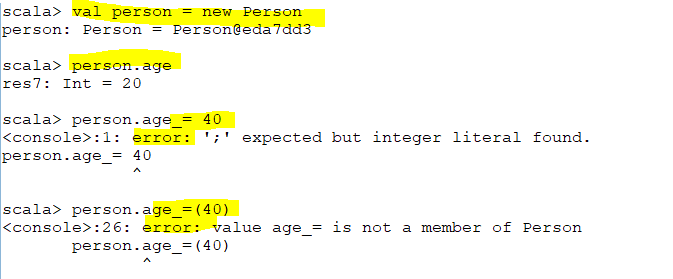 scala> val person = new Person
person: Person = Person@eda7dd3
scala> person.age
res7: Int = 20
scala> person.age_= 40
<console>:1: error: ';' expected but integer literal found.
person.age_= 40
^
scala> person.age_=(40)
<console>:26: error: value age_= is not a member of Person
person.age_=(40)
^